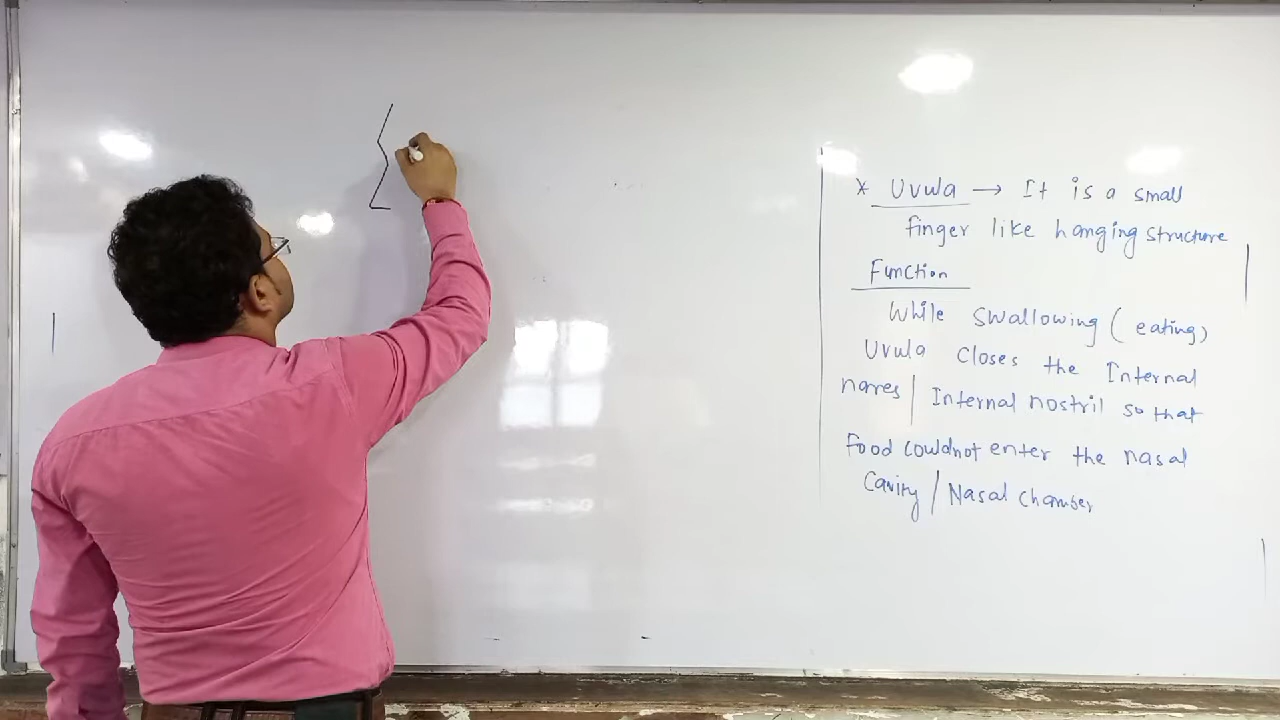 * Uvula → It is a small
finger like hanging structure
Function
While swallowing ( eating,
Uvula closes the Internal
nares | Internal nostril so that
Food couldnot enter the nasal
Cavity / Nasal chamber